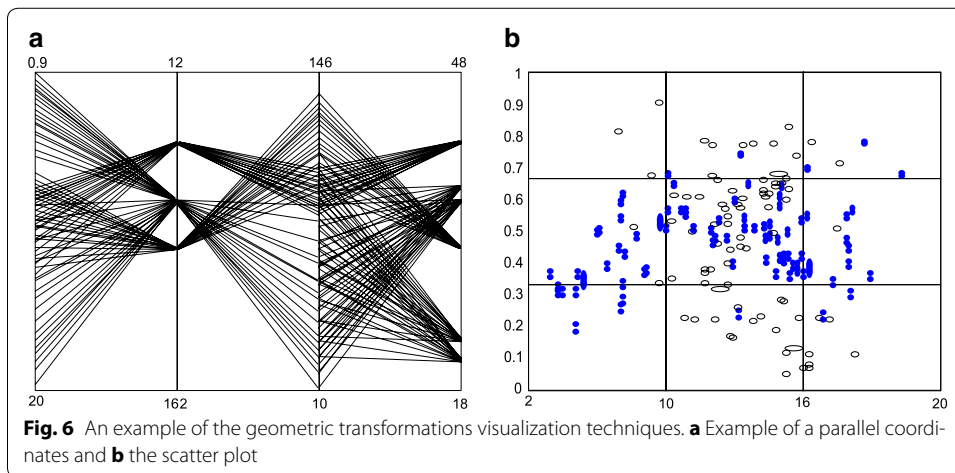 a
0.9 12 146 48
20 162 10 18
b
1
0.9
0.8
0.7
0.6
0.5
0.4
0.3
0.2
0.1
0
2 10 16 20
Fig. 6 An example of the geometric transformations visualization techniques. a Example of a parallel coordi-
nates and b the scatter plot